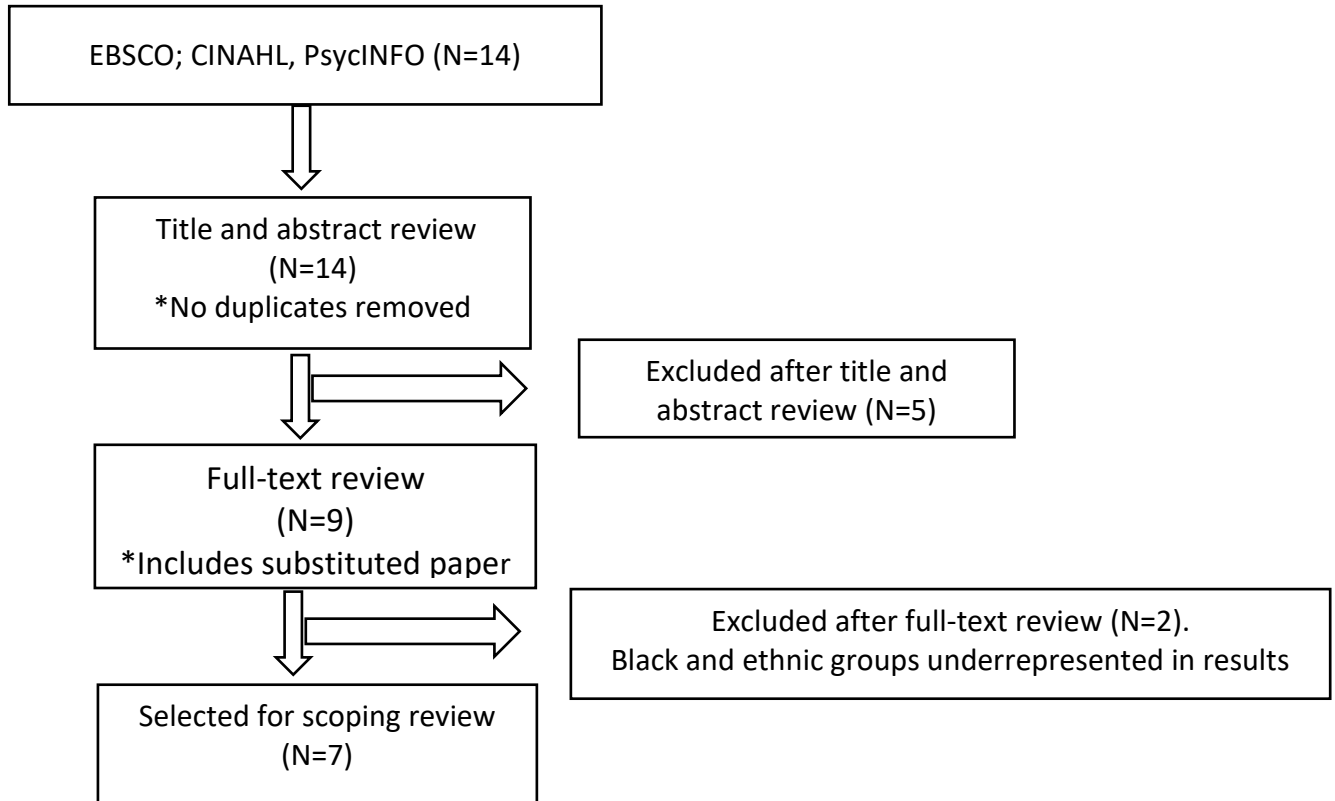 EBSCO; CINAHL, PsycINFO (N=14)
Title and abstract review
(N=14)
*No duplicates removed
Excluded after title and
abstract review (N=5)
Full-text review
(N=9)
*Includes substituted paper
Excluded after full-text review (N=2).
Black and ethnic groups underrepresented in results
Selected for scoping review
(N=7)